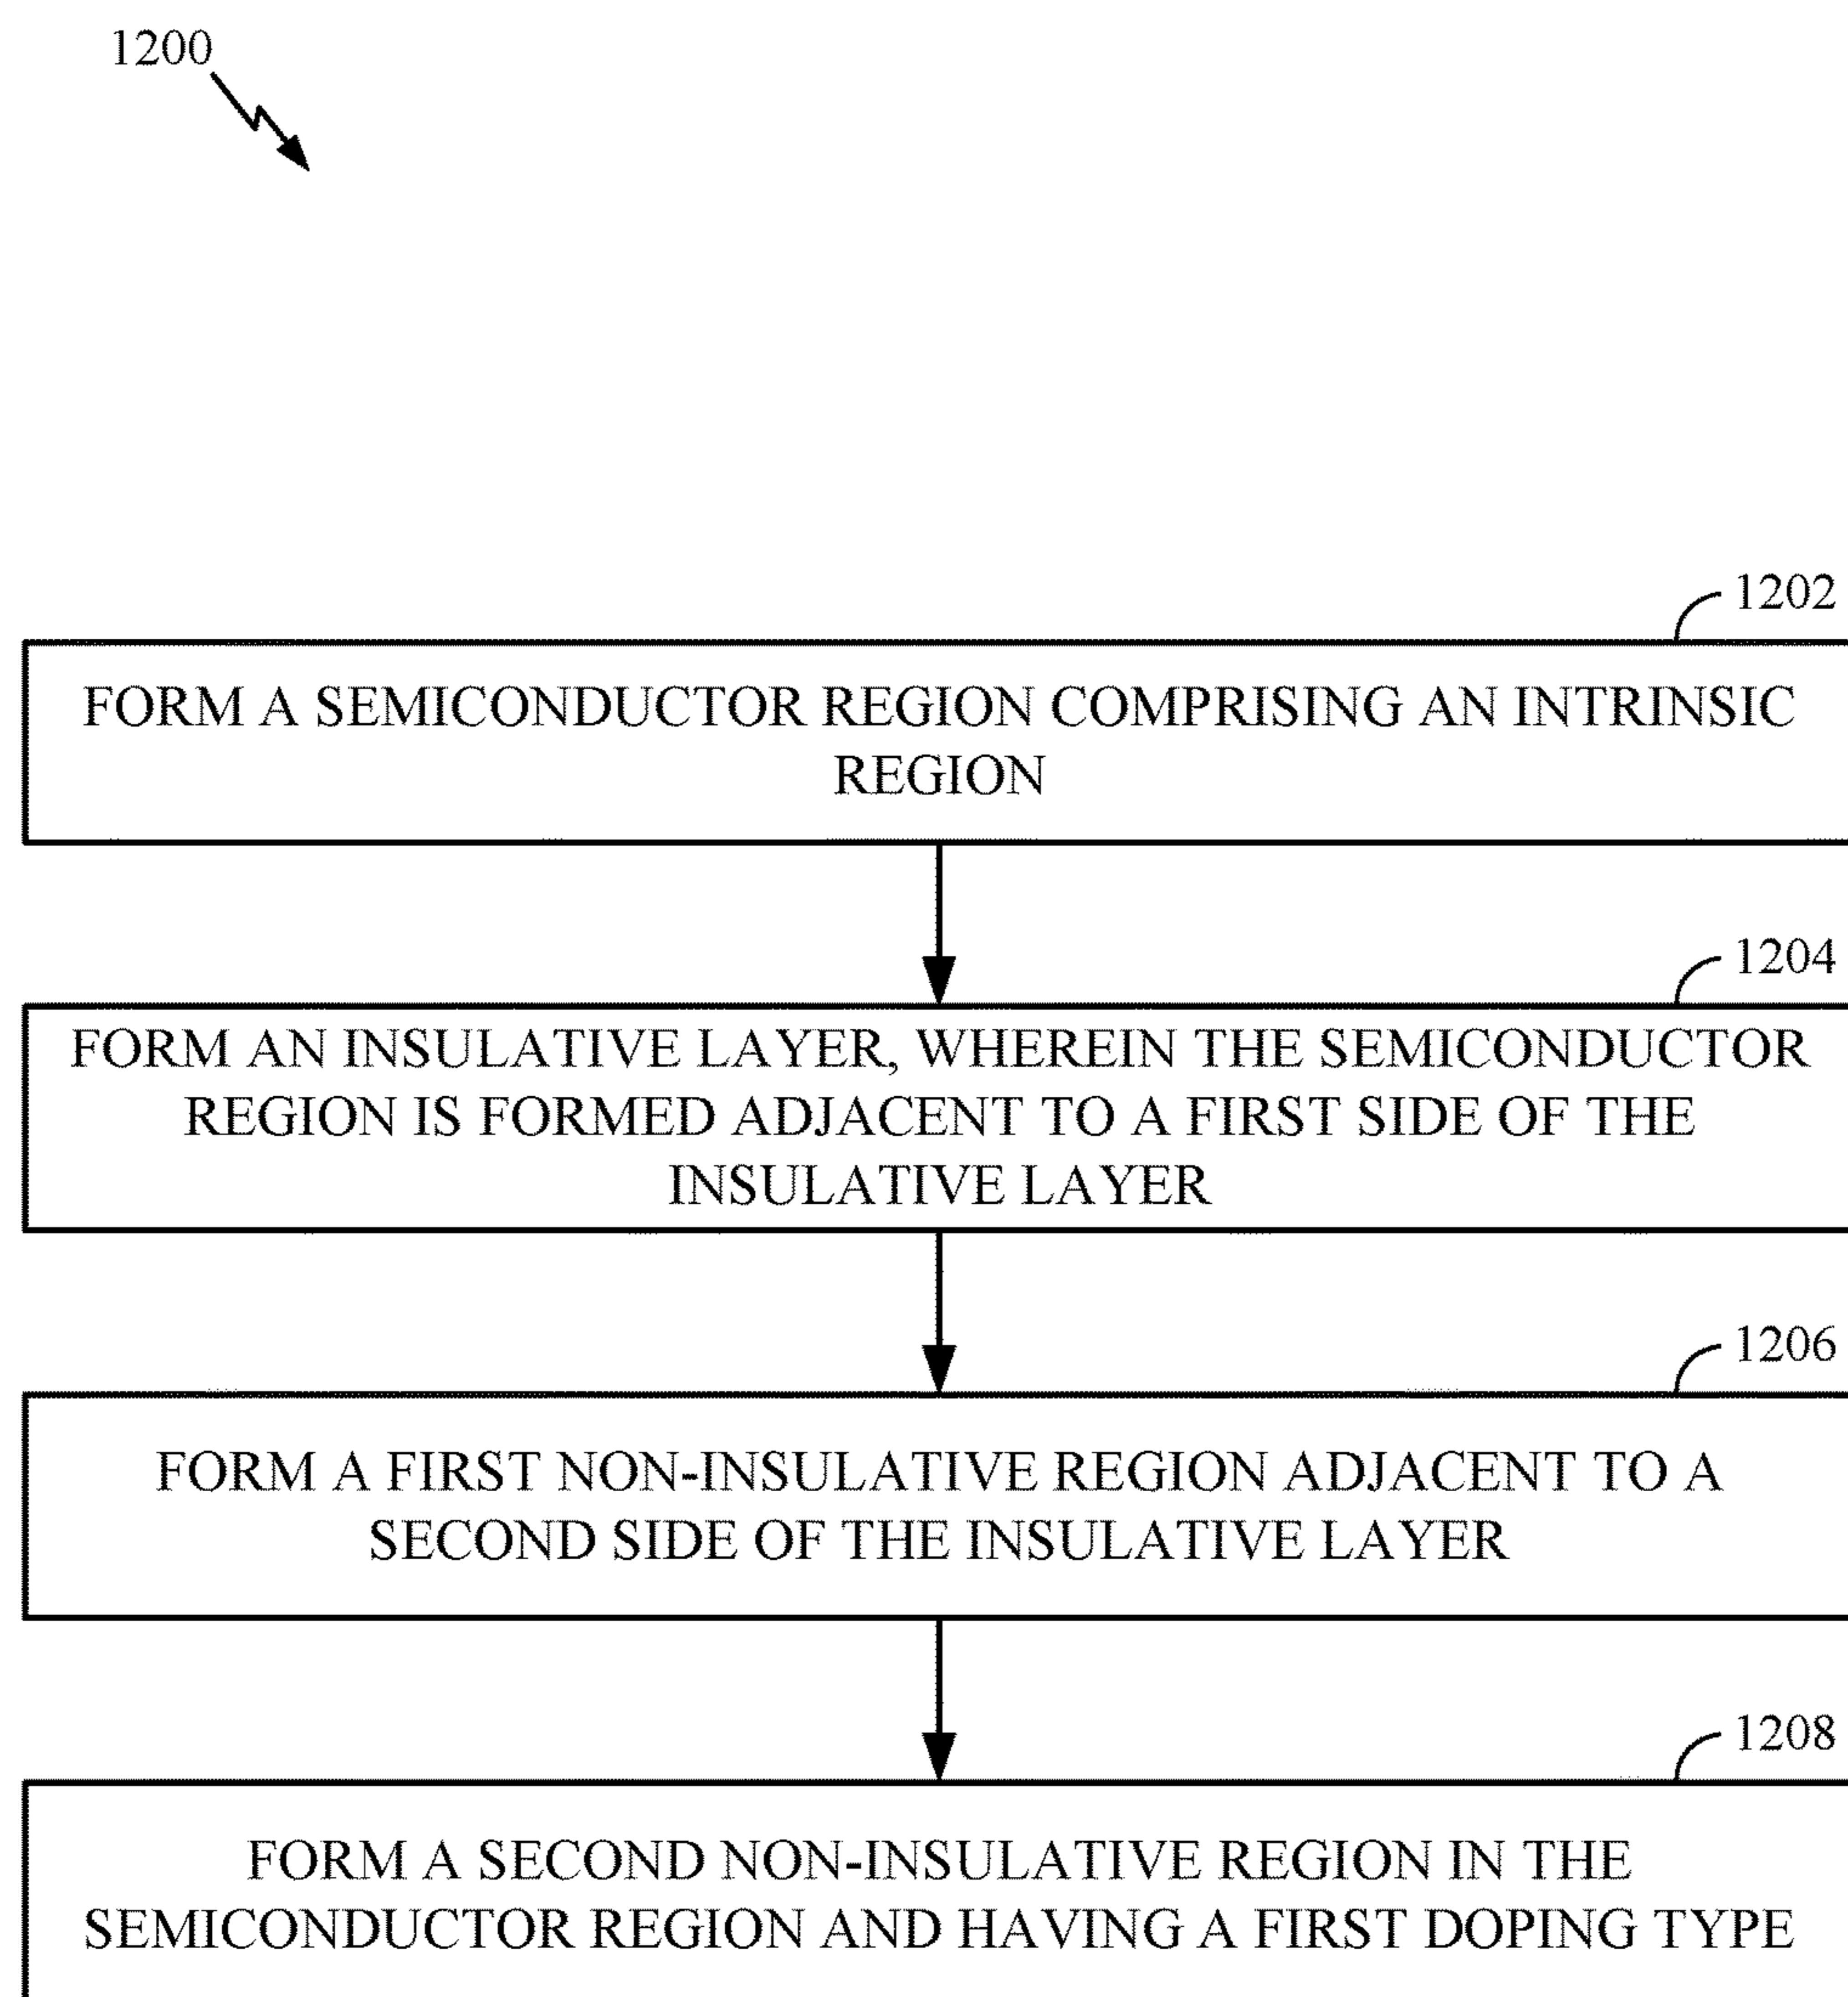 1200
1202
FORM A SEMICONDUCTOR REGION COMPRISING AN INTRINSIC
REGION
1204
FORM AN INSULATIVE LAYER, WHEREIN THE SEMICONDUCTOR
REGION IS FORMED ADJACENT TO A FIRST SIDE OF THE
INSULATIVE LAYER
1206
FORM A FIRST NON-INSULATIVE REGION ADJACENT TO A
SECOND SIDE OF THE INSULATIVE LAYER
1208
FORM A SECOND NON-INSULATIVE REGION IN THE
SEMICONDUCTOR REGION AND HAVING A FIRST DOPING TYPE